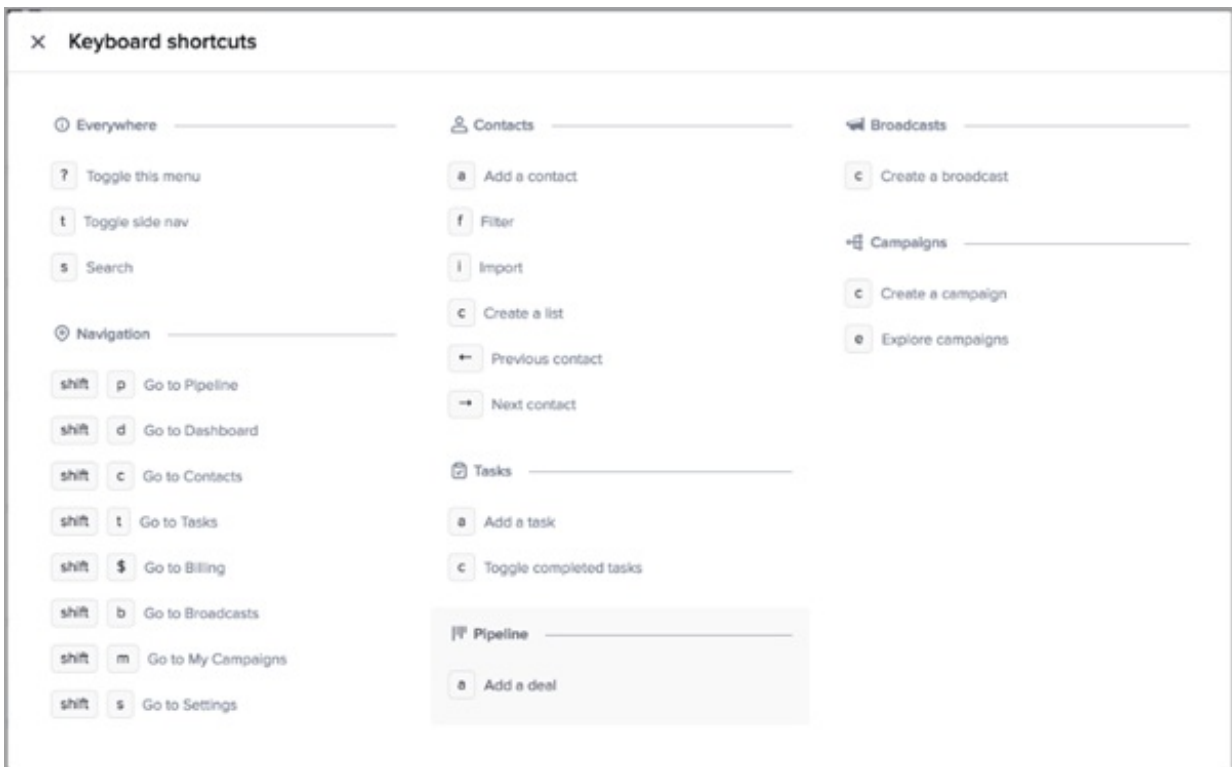 Keyboard shortcuts
Everywhere
? Toggle this menu
t Toggle side nav
s Search
Navigation
shift p Go to Pipeline
shift d Go to Dashboard
shift c Go to Contacts
shift t Go to Tasks
shift $ Go to Billing
shift b Go to Broadcasts
shift m Go to My Campaigns
shift s Go to Settings
Contacts
a Add a contact
f Filter
i Import
c Create a list
← Previous contact
→ Next contact
Tasks
a Add a task
c Toggle completed tasks
Pipeline
a Add a deal
Broadcasts
c Create a broadcast
Campaigns
c Create a campaign
e Explore campaigns